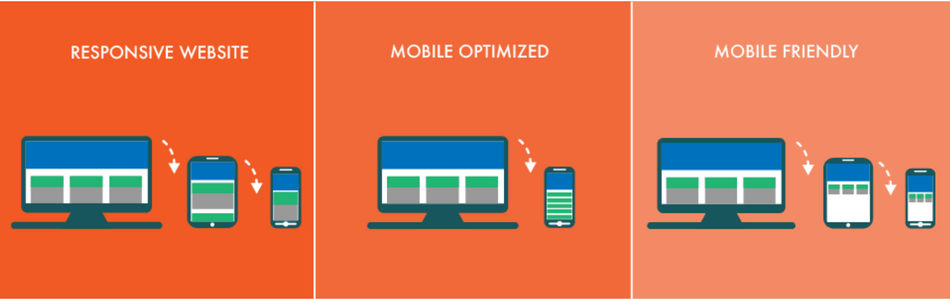 RESPONSIVE WEBSITE
MOBILE OPTIMIZED
MOBILE FRIENDLY